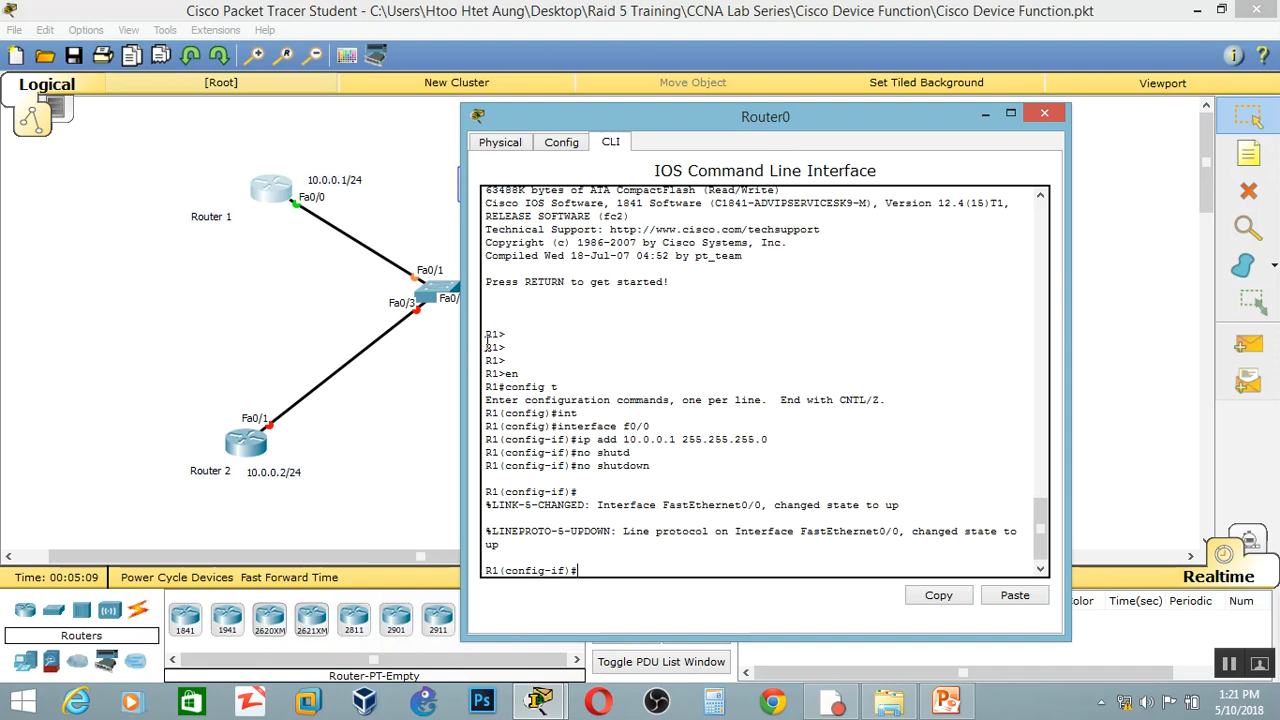 Cisco Packet Tracer Student - C:\Users\Htoo Htet Aung\Desktop\Raid 5 Training\CCNA Lab Series\Cisco Device Function\Cisco Device Function.pkt
File Edit Options View Tools Extensions Help
Logical [Root] New Cluster Move Object Set Tiled Background Viewport
10.0.0.1/24
Fa0/0
Router 1
Fa0/1
Fa0/3
Fa0/
Fa0/1
Router 2
10.0.0.2/24
Router0
Physical Config CLI
IOS Command Line Interface
63488K bytes of ATA CompactFlash (Read/Write)
Cisco IOS Software, 1841 Software (C1841-ADVIPSERVICESK9-M), Version 12.4(15)T1,
RELEASE SOFTWARE (fc2)
Technical Support: http://www.cisco.com/techsupport
Copyright (c) 1986-2007 by Cisco Systems, Inc.
Compiled Wed 18-Jul-07 04:52 by pt_team
Press RETURN to get started!
R1>
R1>
R1>
R1>en
R1#config t
Enter configuration commands, one per line.  End with CNTL/Z.
R1(config)#int
R1(config)#interface f0/0
R1(config-if)#ip add 10.0.0.1 255.255.255.0
R1(config-if)#no shutd
R1(config-if)#no shutdown
R1(config-if)#
%LINK-5-CHANGED: Interface FastEthernet0/0, changed state to up
%LINEPROTO-5-UPDOWN: Line protocol on Interface FastEthernet0/0, changed state to
up
R1(config-if)#
Copy Paste
Time: 00:05:09 Power Cycle Devices Fast Forward Time
Realtime
Routers
1841 1941 2620XM 2621XM 2811 2901 2911
Router-PT-Empty
Toggle PDU List Window
Color Time(sec) Periodic Num
1:21 PM
5/10/2018